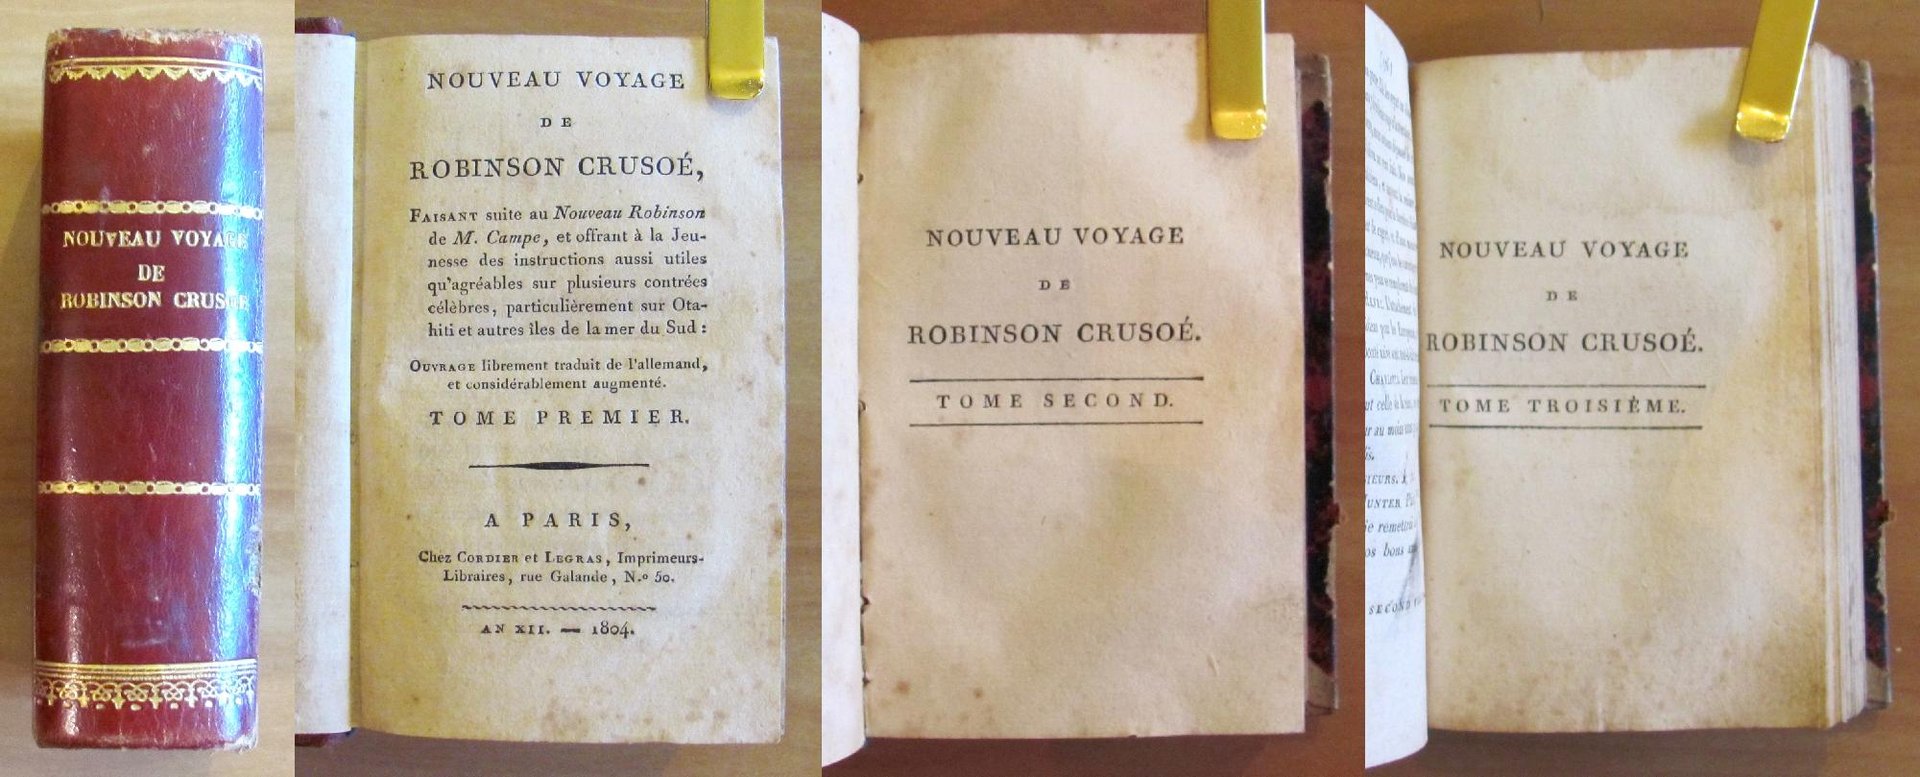 NOUVEAU VOYAGE
DE
ROBINSON CRUSOE
NOUVEAU VOYAGE
DE
ROBINSON CRUSOÉ,
FAISANT suite au Nouveau Robinson
de M. Campe, et offrant à la Jeu-
nesse des instructions aussi utiles
qu'agréables sur plusieurs contrées
célèbres, particulièrement sur Ota-
hiti et autres îles de la mer du Sud :
OUVRAGE librement traduit de l'allemand,
et considérablement augmenté.
TOME PREMIER.
A PARIS,
Chez CORDIER et LEGRAS, Imprimeurs-
Libraires, rue Galande, N.º 50.
AN XII. — 1804.
NOUVEAU VOYAGE
DE
ROBINSON CRUSOÉ.
TOME SECOND.
NOUVEAU VOYAGE
DE
ROBINSON CRUSOÉ.
TOME TROISIÈME.